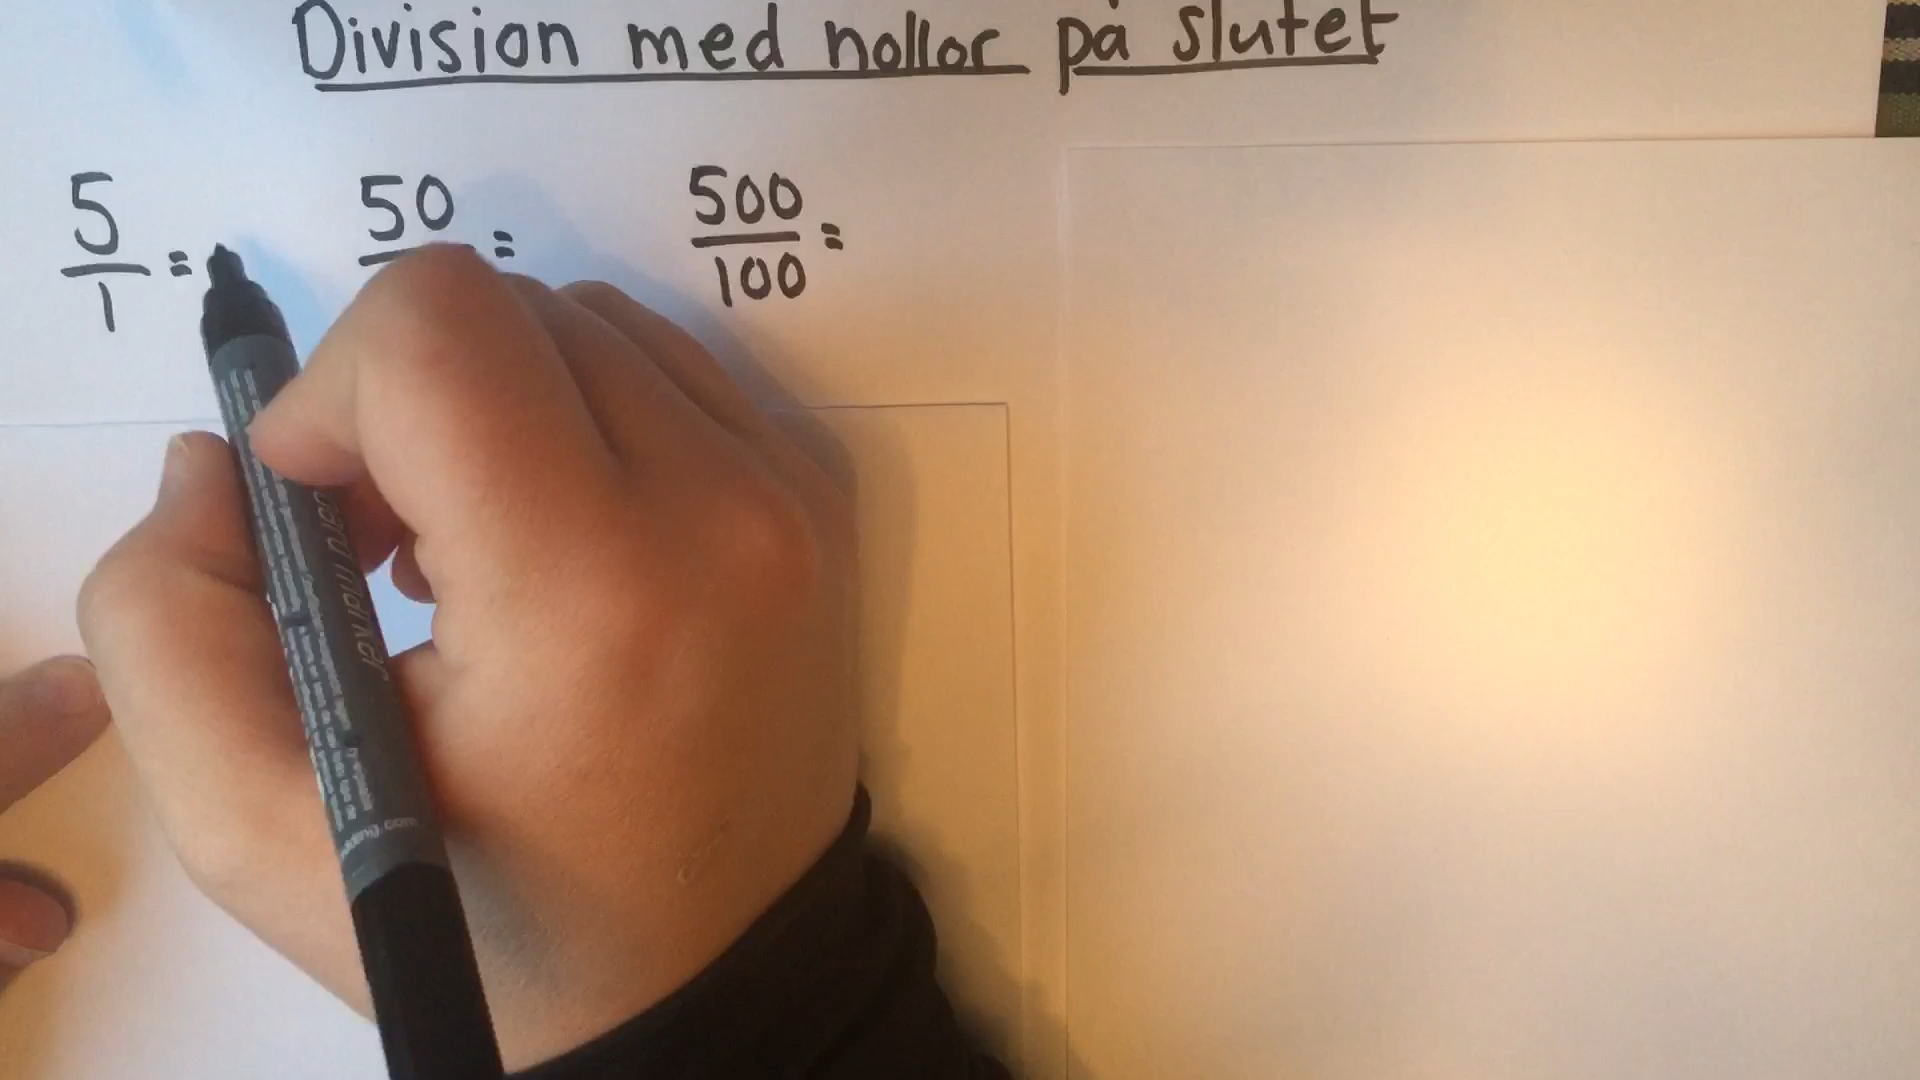 Division med nollor på slutet
5 50 500
= = =
1 100